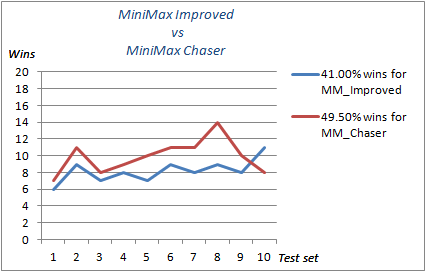 MiniMax Improved
vs
MiniMax Chaser
Wins
20
18
16
14
12
10
8
6
4
2
0
1 2 3 4 5 6 7 8 9 10 Test set
41.00% wins for
MM_Improved
49.50% wins for
MM_Chaser